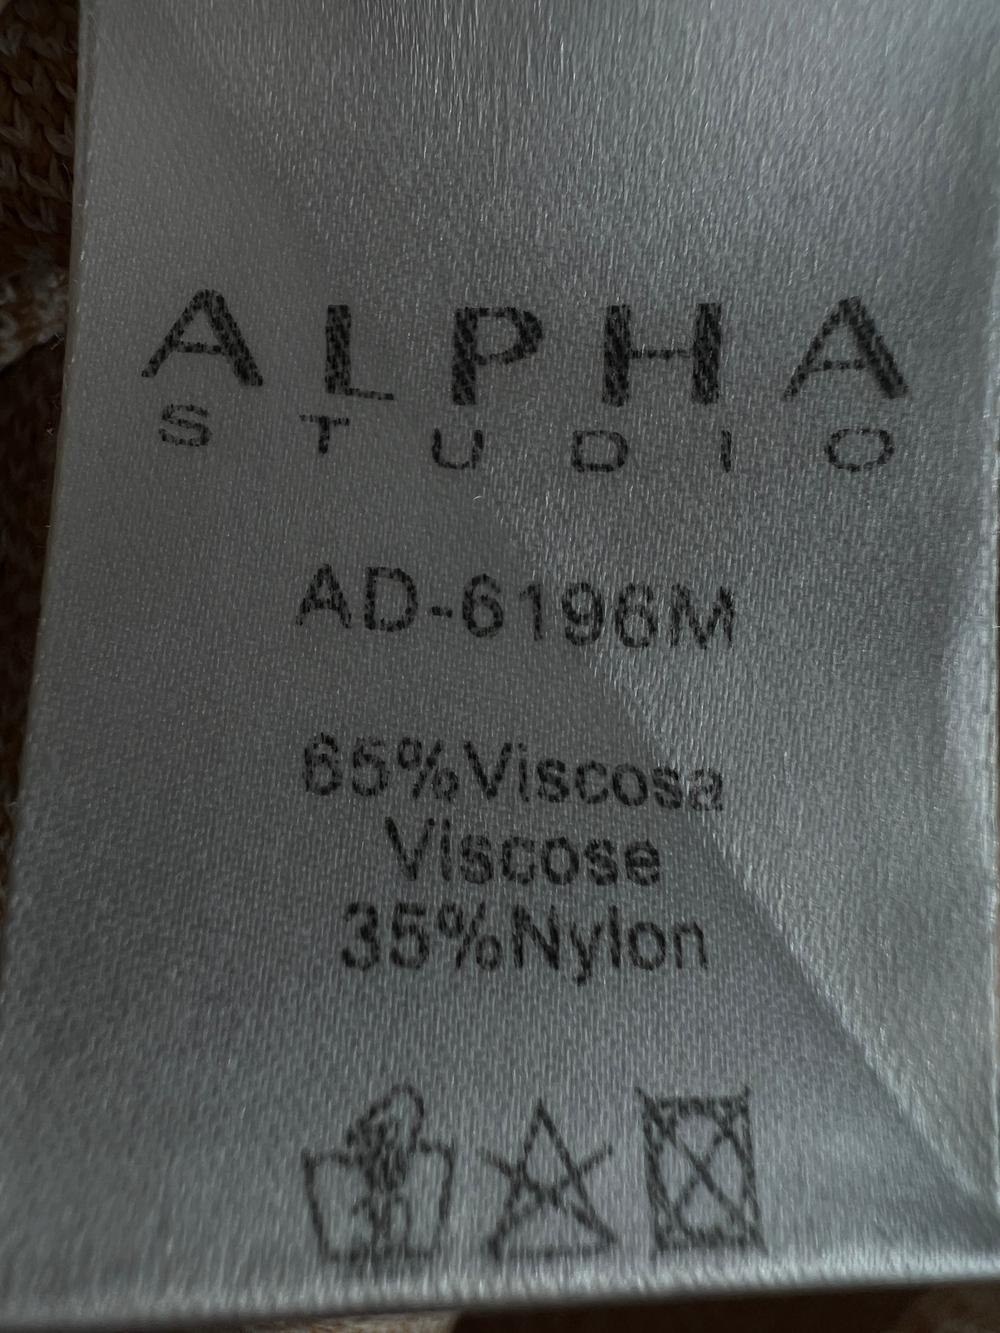 ALPHA
STUDIO
AD-6196M
65%Viscosa
Viscose
35%Nylon